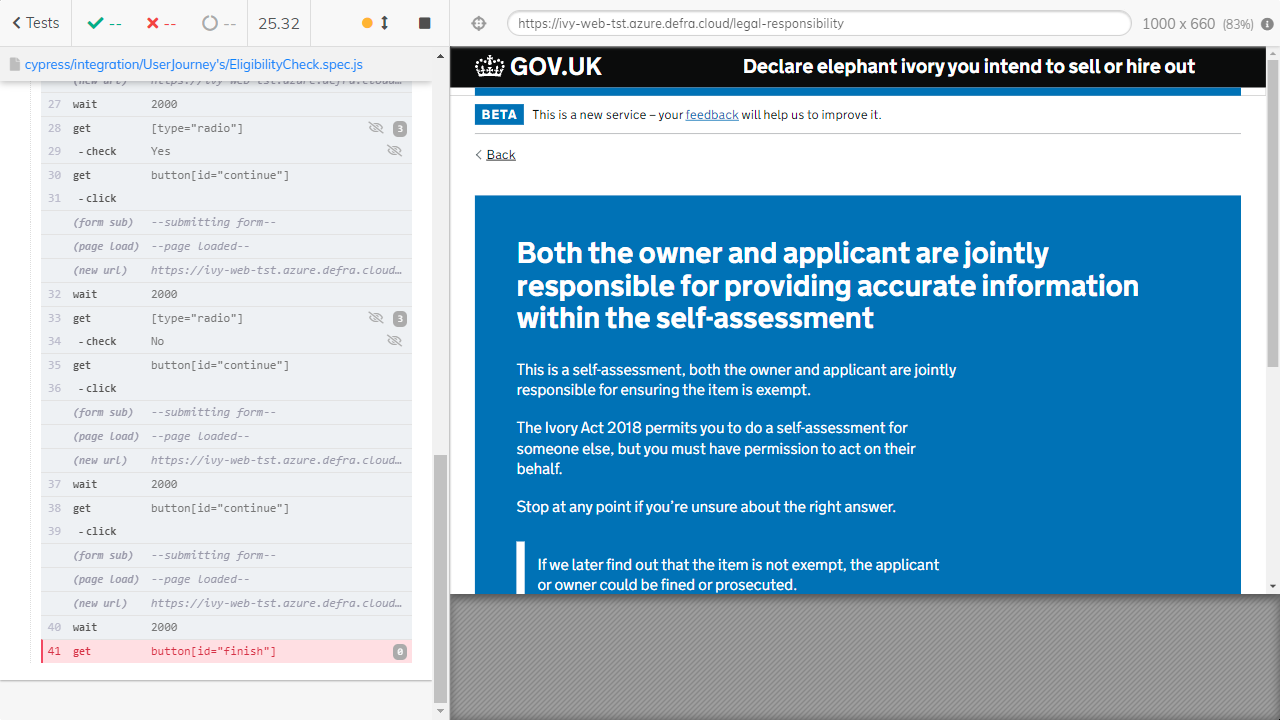 Tests
--
--
--
25.32
https://ivy-web-tst.azure.defra.cloud/legal-responsibility
1000 x 660 (83%)
cypress/integration/UserJourney's/EligibilityCheck.spec.js
(new url) https://ivy-web-tst.azure.defra.cloud…
27 wait 2000
28 get [type="radio"] 3
29 - check Yes
30 get button[id="continue"]
31 - click
(form sub) --submitting form--
(page load) --page loaded--
(new url) https://ivy-web-tst.azure.defra.cloud…
32 wait 2000
33 get [type="radio"] 3
34 - check No
35 get button[id="continue"]
36 - click
(form sub) --submitting form--
(page load) --page loaded--
(new url) https://ivy-web-tst.azure.defra.cloud…
37 wait 2000
38 get button[id="continue"]
39 - click
(form sub) --submitting form--
(page load) --page loaded--
(new url) https://ivy-web-tst.azure.defra.cloud…
40 wait 2000
41 get button[id="finish"] 0
GOV.UK
Declare elephant ivory you intend to sell or hire out
BETA This is a new service – your feedback will help us to improve it.
Back
Both the owner and applicant are jointly
responsible for providing accurate information
within the self-assessment
This is a self-assessment, both the owner and applicant are jointly
responsible for ensuring the item is exempt.
The Ivory Act 2018 permits you to do a self-assessment for
someone else, but you must have permission to act on their
behalf.
Stop at any point if you’re unsure about the right answer.
If we later find out that the item is not exempt, the applicant
or owner could be fined or prosecuted.